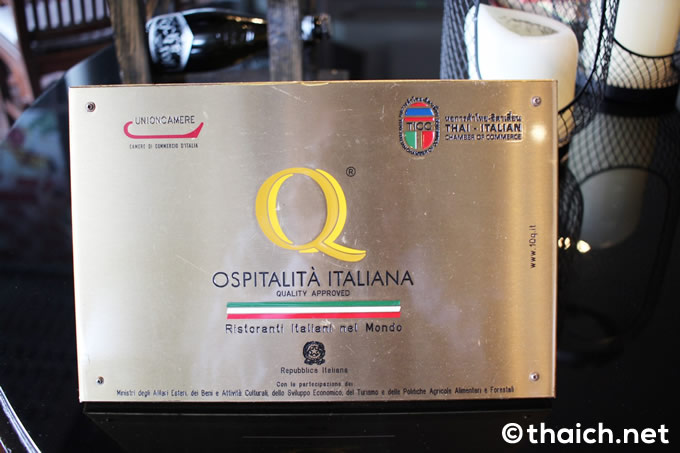 UNIONCAMERE
CAMERE DI COMMERCIO D'ITALIA
TICC
หอการค้าไทย-อิตาเลียน
THAI - ITALIAN
CHAMBER OF COMMERCE
Q®
OSPITALITÀ ITALIANA
QUALITY APPROVED
Ristoranti Italiani nel Mondo
www.10q.it
Repubblica Italiana
Con la partecipazione dei
Ministri degli Affari Esteri, dei Beni e Attività Culturali, dello Sviluppo Economico, del Turismo e delle Politiche Agricole Alimentari e Forestali
©thaich.net